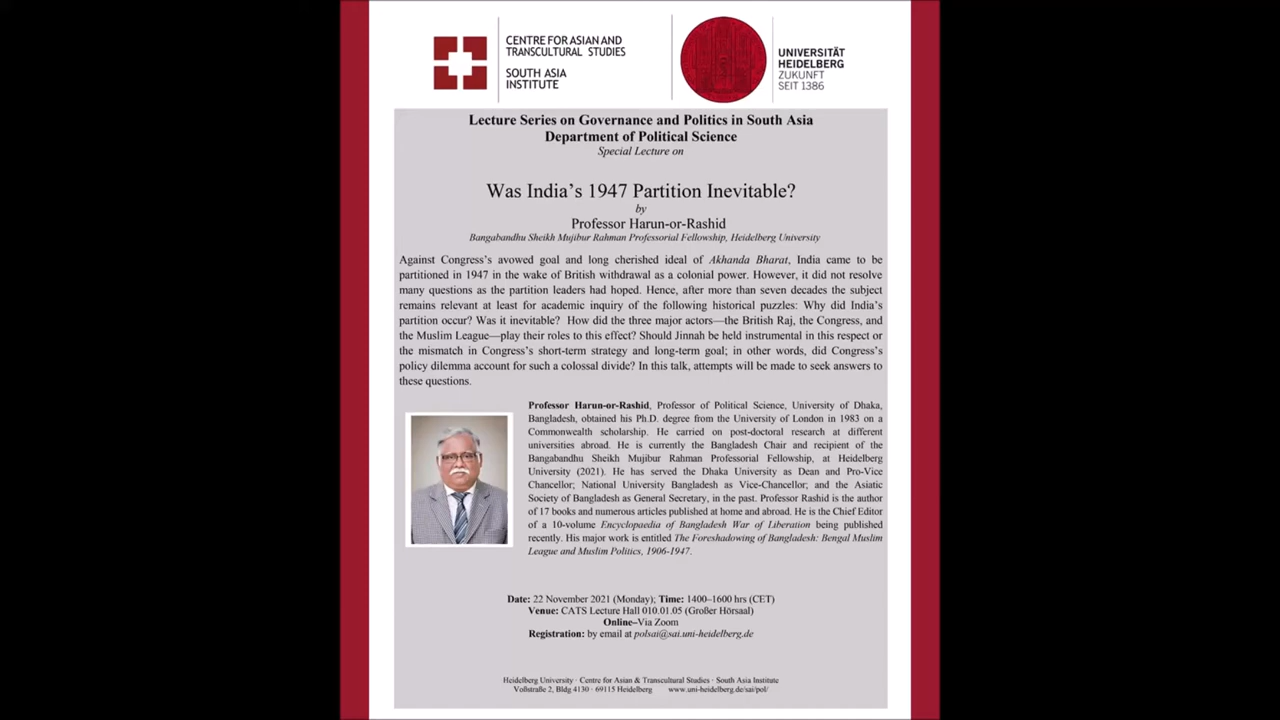 CENTRE FOR ASIAN AND
TRANSCULTURAL STUDIES
SOUTH ASIA
INSTITUTE
UNIVERSITÄT
HEIDELBERG
ZUKUNFT
SEIT 1386
Lecture Series on Governance and Politics in South Asia
Department of Political Science
Special Lecture on
Was India’s 1947 Partition Inevitable?
by
Professor Harun-or-Rashid
Bangabandhu Sheikh Mujibur Rahman Professorial Fellowship, Heidelberg University
Against Congress’s avowed goal and long cherished ideal of Akhanda Bharat, India came to be
partitioned in 1947 in the wake of British withdrawal as a colonial power. However, it did not resolve
many questions as the partition leaders had hoped. Hence, after more than seven decades the subject
remains relevant at least for academic inquiry of the following historical puzzles: Why did India’s
partition occur? Was it inevitable? How did the three major actors—the British Raj, the Congress, and
the Muslim League—play their roles to this effect? Should Jinnah be held instrumental in this respect or
the mismatch in Congress’s short-term strategy and long-term goal; in other words, did Congress’s
policy dilemma account for such a colossal divide? In this talk, attempts will be made to seek answers to
these questions.
Professor Harun-or-Rashid, Professor of Political Science, University of Dhaka,
Bangladesh, obtained his Ph.D. degree from the University of London in 1983 on a
Commonwealth scholarship. He carried on post-doctoral research at different
universities abroad. He is currently the Bangladesh Chair and recipient of the
Bangabandhu Sheikh Mujibur Rahman Professorial Fellowship, at Heidelberg
University (2021). He has served the Dhaka University as Dean and Pro-Vice
Chancellor; National University Bangladesh as Vice-Chancellor; and the Asiatic
Society of Bangladesh as General Secretary, in the past. Professor Rashid is the author
of 17 books and numerous articles published at home and abroad. He is the Chief Editor
of a 10-volume Encyclopaedia of Bangladesh War of Liberation being published
recently. His major work is entitled The Foreshadowing of Bangladesh: Bengal Muslim
League and Muslim Politics, 1906-1947.
Date: 22 November 2021 (Monday); Time: 1400–1600 hrs (CET)
Venue: CATS Lecture Hall 010.01.05 (Großer Hörsaal)
Online–Via Zoom
Registration: by email at polsai@sai.uni-heidelberg.de
Heidelberg University · Centre for Asian & Transcultural Studies · South Asia Institute
Voßstraße 2, Bldg 4130 · 69115 Heidelberg www.uni-heidelberg.de/sai/pol/